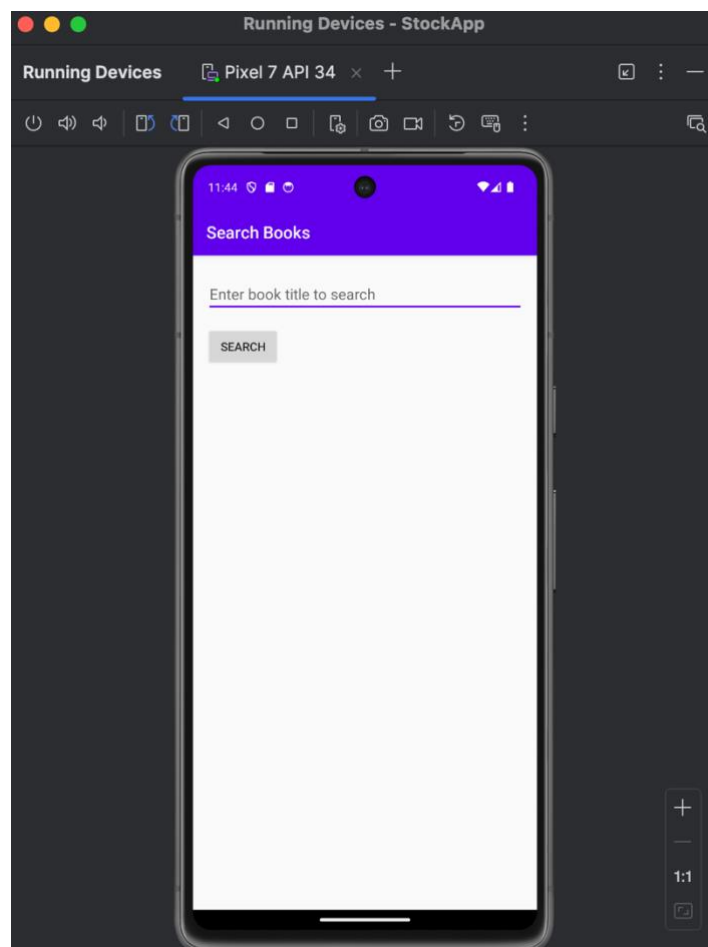 Running Devices - StockApp
Running Devices
Pixel 7 API 34
11:44
Search Books
Enter book title to search
SEARCH
1:1